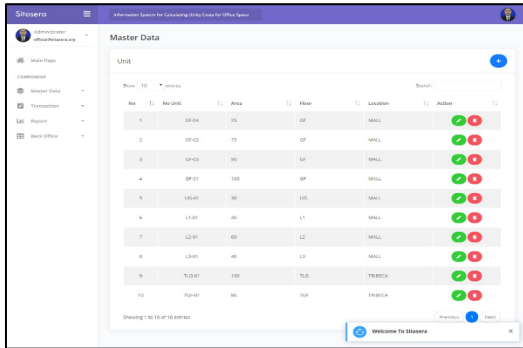 Sitasera
Information System for Calculating Utility Costs for Office Space
Administrator
office@sitasera.org
Main Page
COMPONENT
Master Data
Transaction
Report
Back Office
Master Data
Unit
Show 10 entries
Search:
No No Unit Area Floor Location Action
1 GF-04 25 GF MALL
2 GF-02 75 GF MALL
3 GF-03 50 GF MALL
4 GF-01 100 GF MALL
5 UG-01 30 UG MALL
6 L1-01 40 L1 MALL
7 L2-01 60 L2 MALL
8 L3-01 40 L3 MALL
9 TLG-01 100 TLG TRIBECA
10 TGF-01 80 TGF TRIBECA
Showing 1 to 10 of 10 entries
Previous 1 Next
Welcome To Sitasera